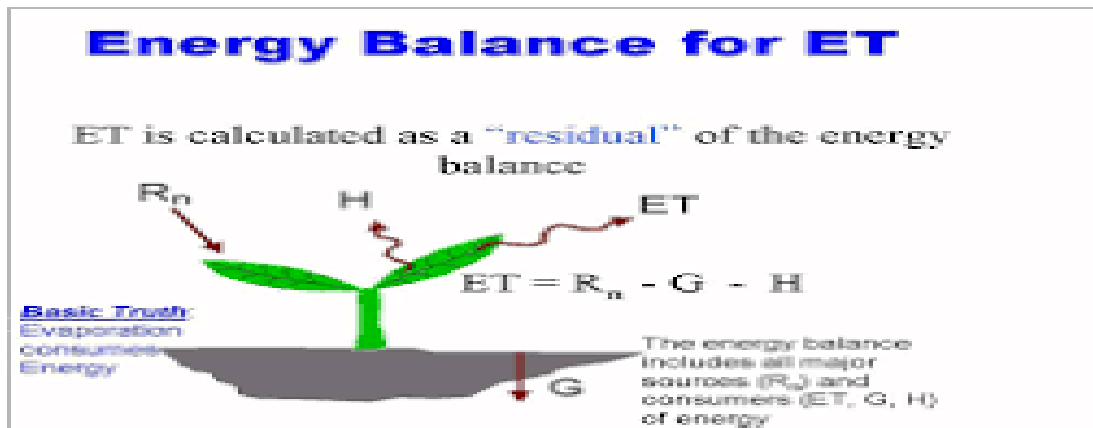 Energy Balance for ET
ET is calculated as a “residual” of the energy
balance
Rn
H
ET
ET = Rn - G - H
Basic Truth:
Evaporation
consumes
Energy
G
The energy balance
includes all major
sources (Rn) and
consumers (ET, G, H)
of energy